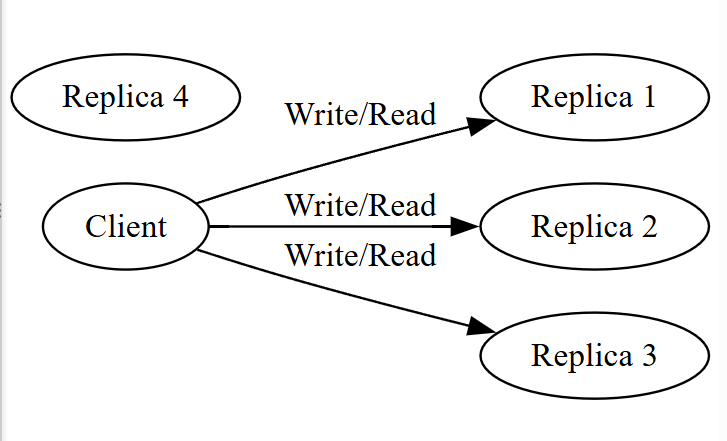 Replica 4
Write/Read
Replica 1
Client
Write/Read
Replica 2
Write/Read
Replica 3